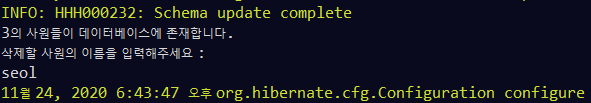 INFO: HHH000232: Schema update complete
3의 사원들이 데이터베이스에 존재합니다.
삭제할 사원의 이름을 입력해주세요 :
seol
11월 24, 2020 6:43:47 오후 org.hibernate.cfg.Configuration configure